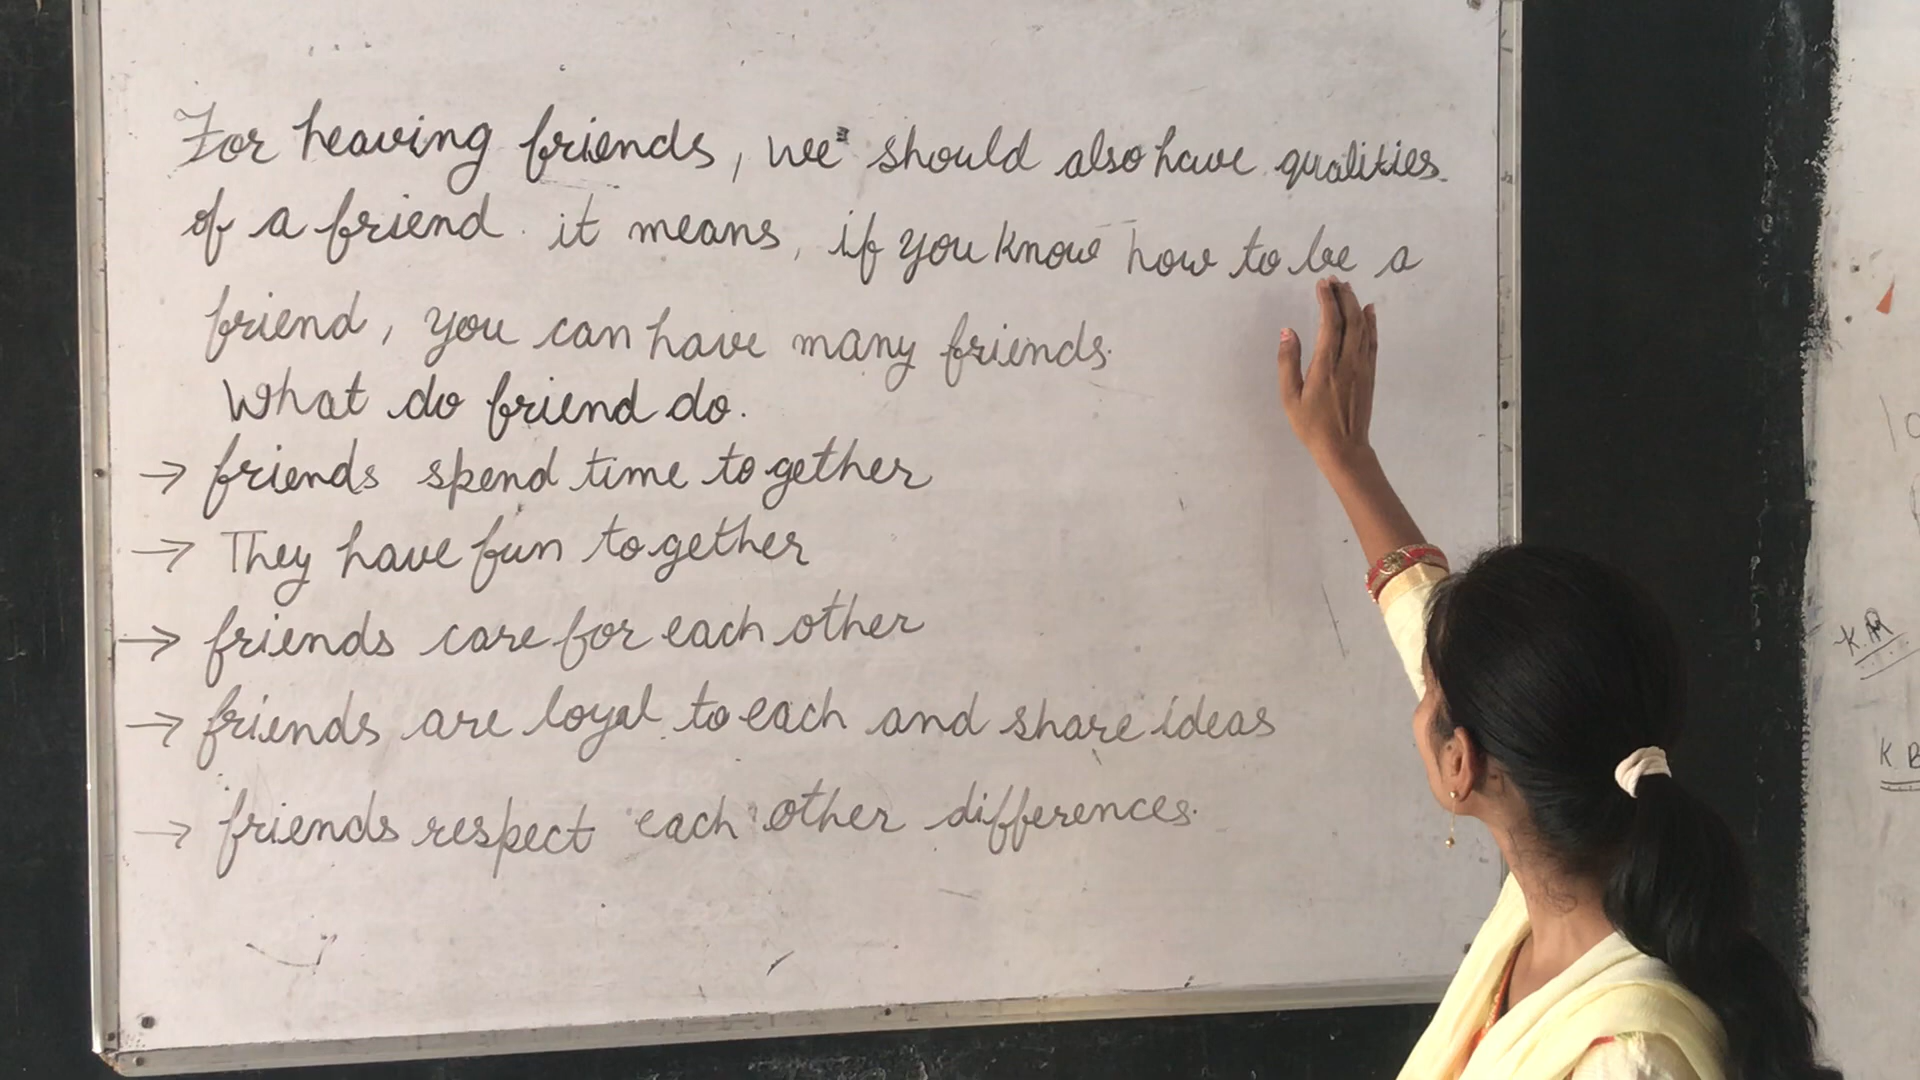 For heaving friends, we should also have qualities.
of a friend. it means, if you know how to be a
friend, you can have many friends.
What do friend do.
→ friends spend time together
→ They have fun together
→ friends care for each other
→ friends are loyal to each and share ideas
→ friends respect each other differences.
K.R